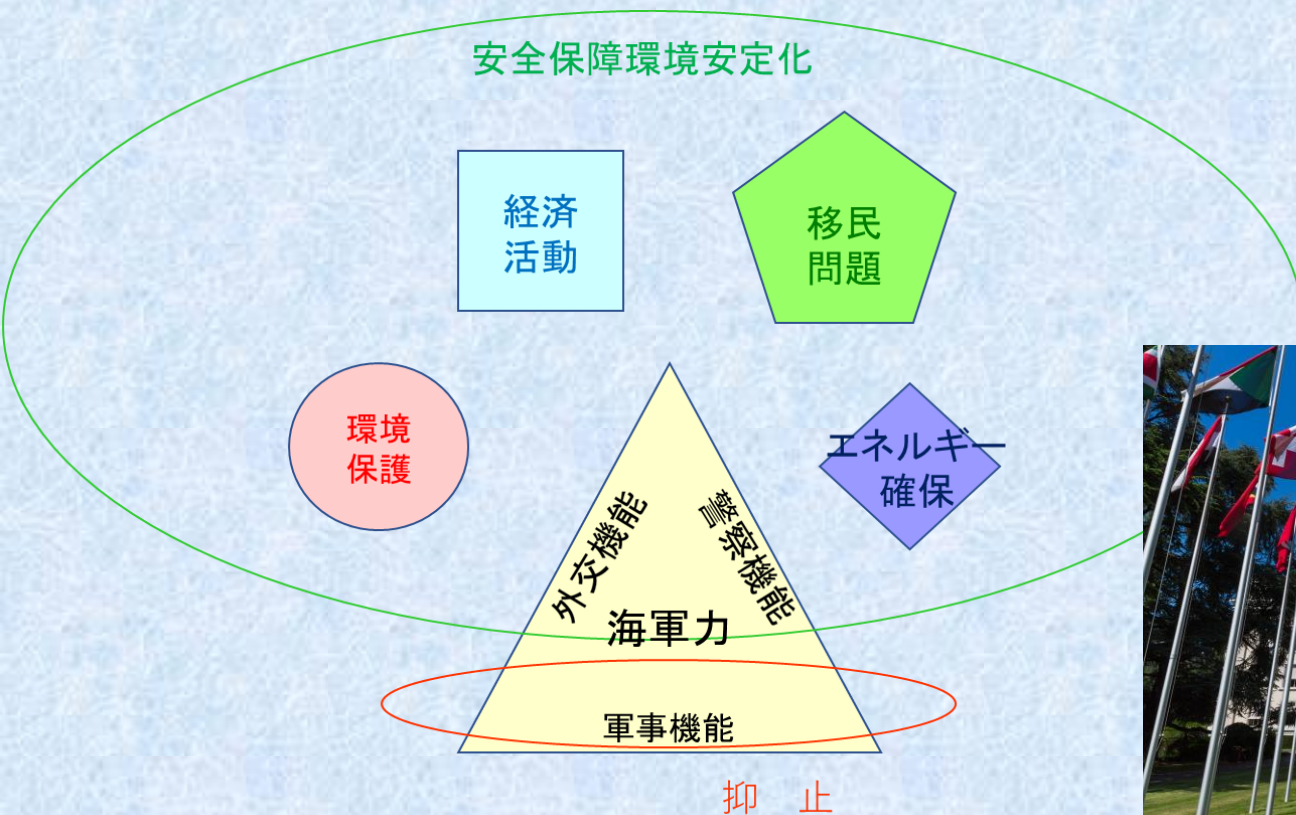 安全保障環境安定化
経済
活動
移民
問題
環境
保護
エネルギー
確保
外交機能
警察機能
海軍力
軍事機能
抑　止